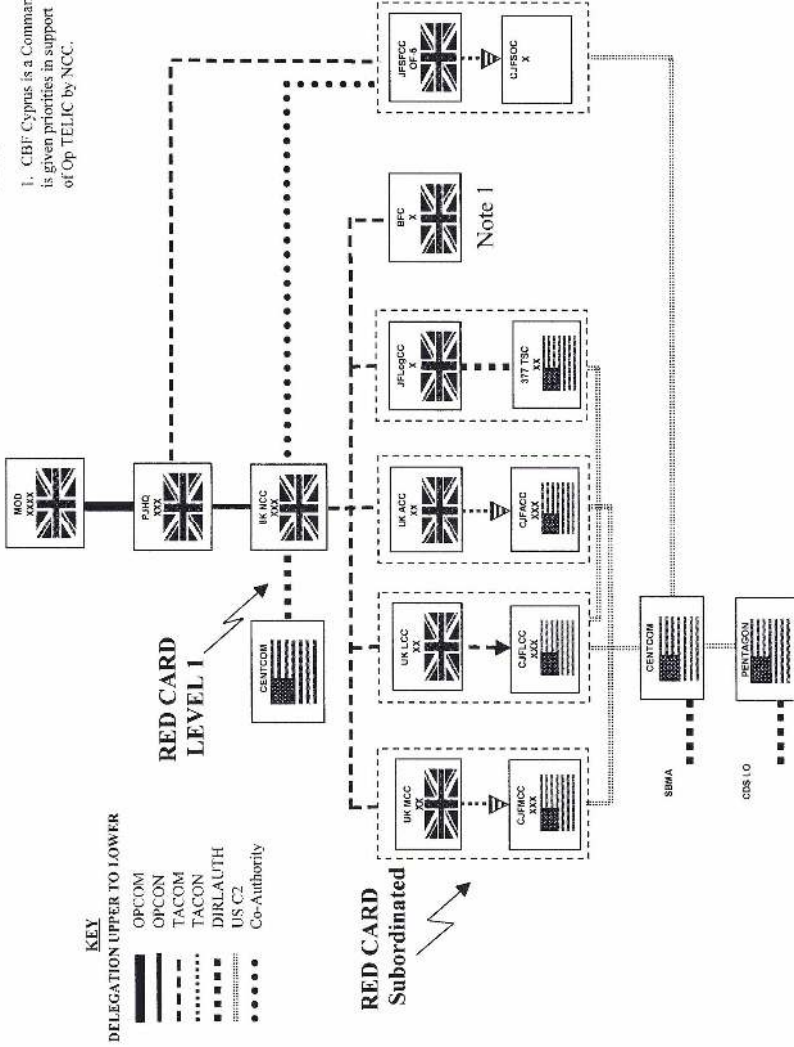 1. CBF Cyprus is a Comman
is given priorities in support
of Op TELIC by NCC.
MOD
XXXX
PJHQ
XXX
UK NCC
XXX
CENTCOM
RED CARD
LEVEL 1
KEY
DELEGATION UPPER TO LOWER
OPCOM
OPCON
TACOM
TACON
DIRLAUTH
US C2
Co-Authority
RED CARD
Subordinated
UK MCC
XX
CJFMCC
XXX
UK LCC
XX
CJFLCC
XXX
UK ACC
XX
CJFACC
XXX
JFLogCC
X
377 TSC
XX
BFC
X
Note 1
JFSFCC
OF-5
CJFSOC
X
CENTCOM
PENTAGON
SBMA
CDS LO